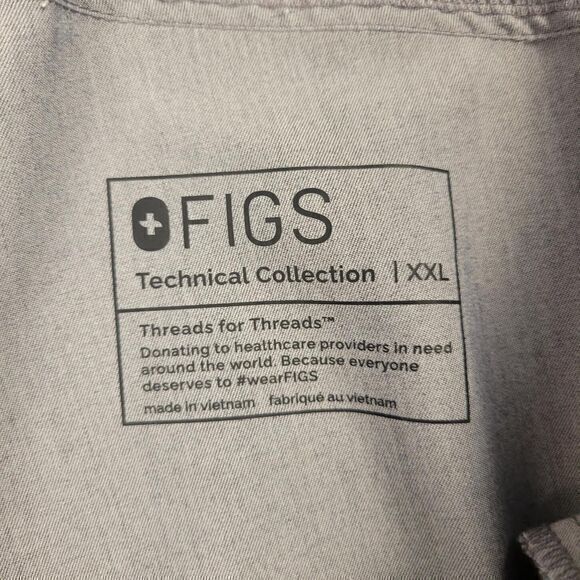 FIGS
Technical Collection | XXL
Threads for Threads™
Donating to healthcare providers in need
around the world. Because everyone
deserves to #wearFIGS
made in vietnam fabriqué au vietnam